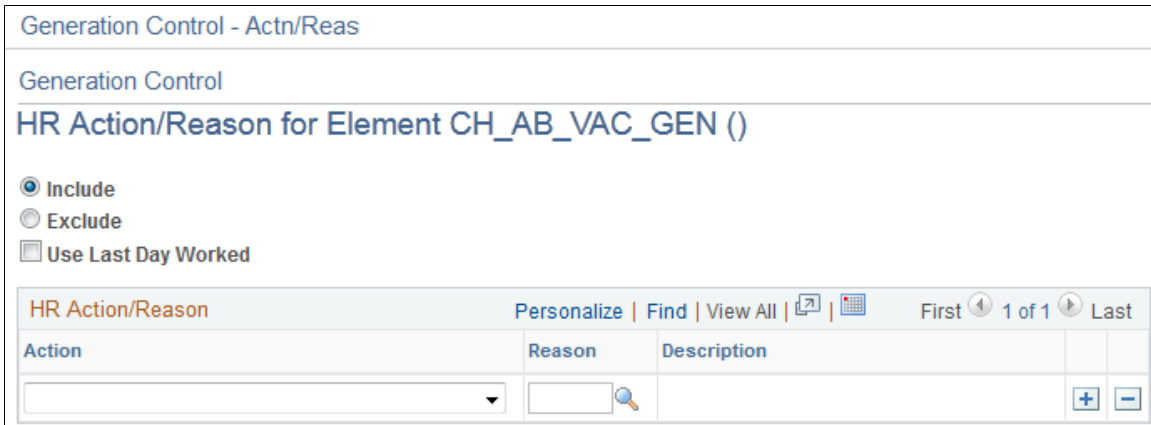 Generation Control - Actn/Reas
Generation Control
HR Action/Reason for Element CH_AB_VAC_GEN ()
Include
Exclude
Use Last Day Worked
HR Action/Reason Personalize | Find | View All | | First 1 of 1 Last
Action Reason Description